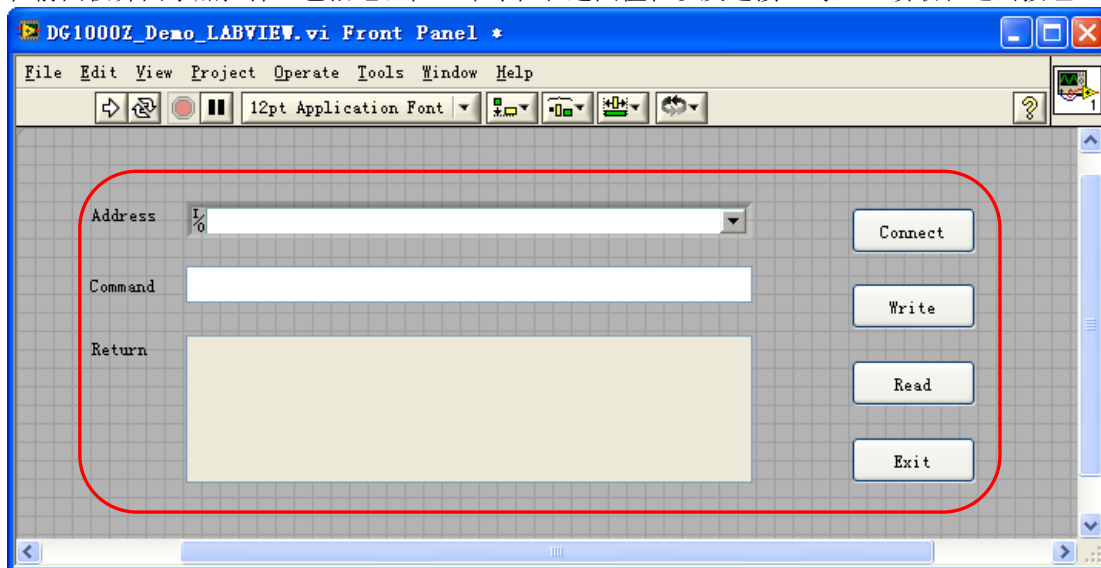 DG1000Z_Demo_LABVIEW.vi Front Panel *
File Edit View Project Operate Tools Window Help
12pt Application Font
1
Address
Connect
Command
Write
Return
Read
Exit